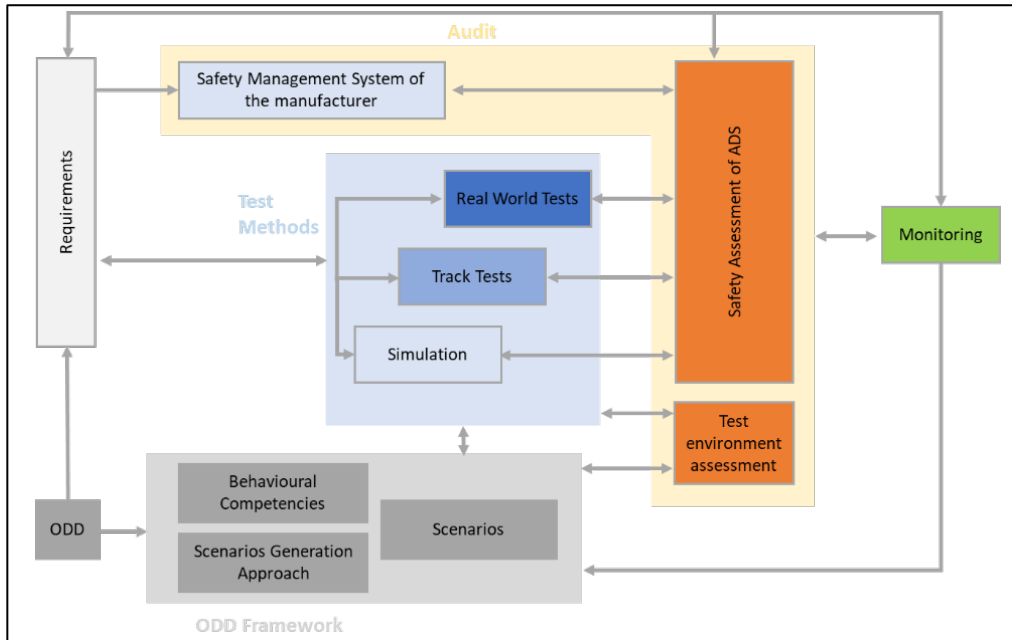 Audit
Safety Management System of
the manufacturer
Requirements
Safety Assessment of ADS
Test
Methods
Real World Tests
Track Tests
Simulation
Monitoring
Test
environment
assessment
Behavioural
Competencies
Scenarios
ODD
Scenarios Generation
Approach
ODD Framework